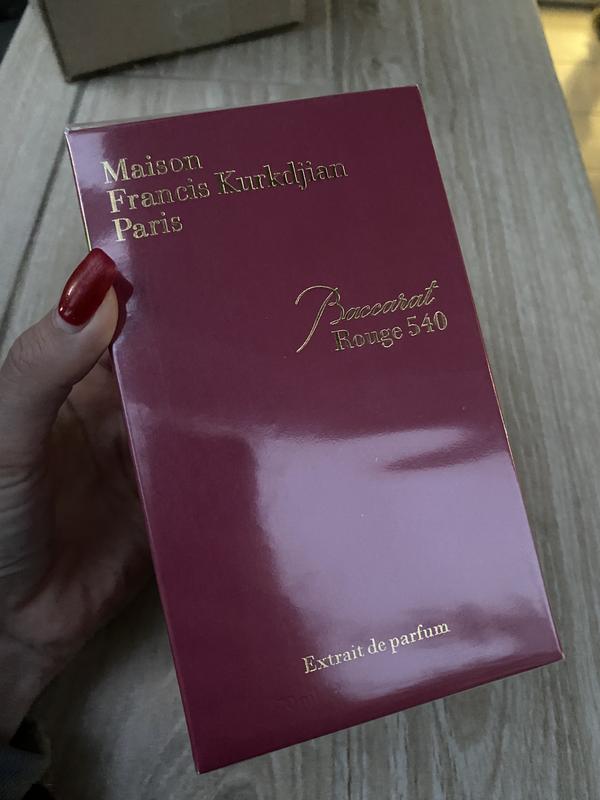 Maison
Francis Kurkdjian
Paris
Baccarat
Rouge 540
Extrait de parfum